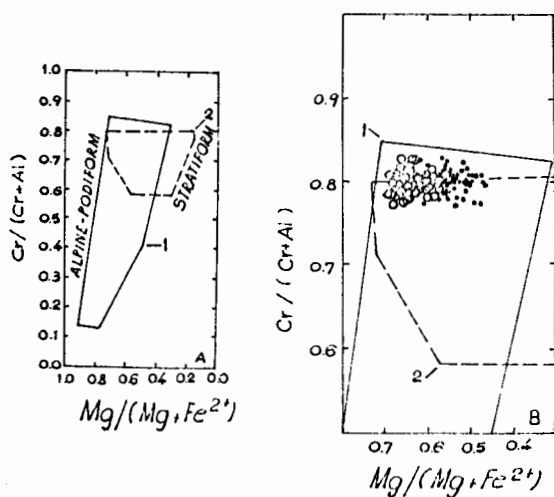 1.0
0.9
0.8
0.7
0.6
0.5
0.4
0.3
0.2
0.1
0.0
Cr/(Cr+Al)
ALPINE-PODIFORM
STRATIFORM
2
1
A
1.0 0.8 0.6 0.4 0.2 0.0
Mg/(Mg+Fe²⁺)
0.9
0.8
0.7
0.6
Cr/(Cr+Al)
1
2
B
0.7 0.6 0.5 0.4
Mg/(Mg+Fe²⁺)